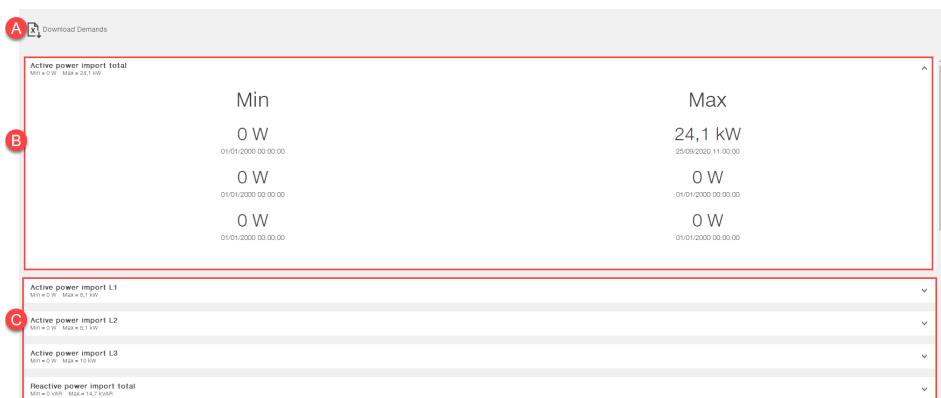 A Download Demands
Active power import total
Min = 0 W Max = 24,1 kW
Min Max
B
0 W 24,1 kW
01/01/2000 00:00:00 25/09/2020 11:00:00
0 W 0 W
01/01/2000 00:00:00 01/01/2000 00:00:00
0 W 0 W
01/01/2000 00:00:00 01/01/2000 00:00:00
Active power import L1
Min = 0 W Max = 6,1 kW
C
Active power import L2
Min = 0 W Max = 6,1 kW
Active power import L3
Min = 0 W Max = 10 kW
Reactive power import total
Min = 0 VAR Max = 14,7 kVAR